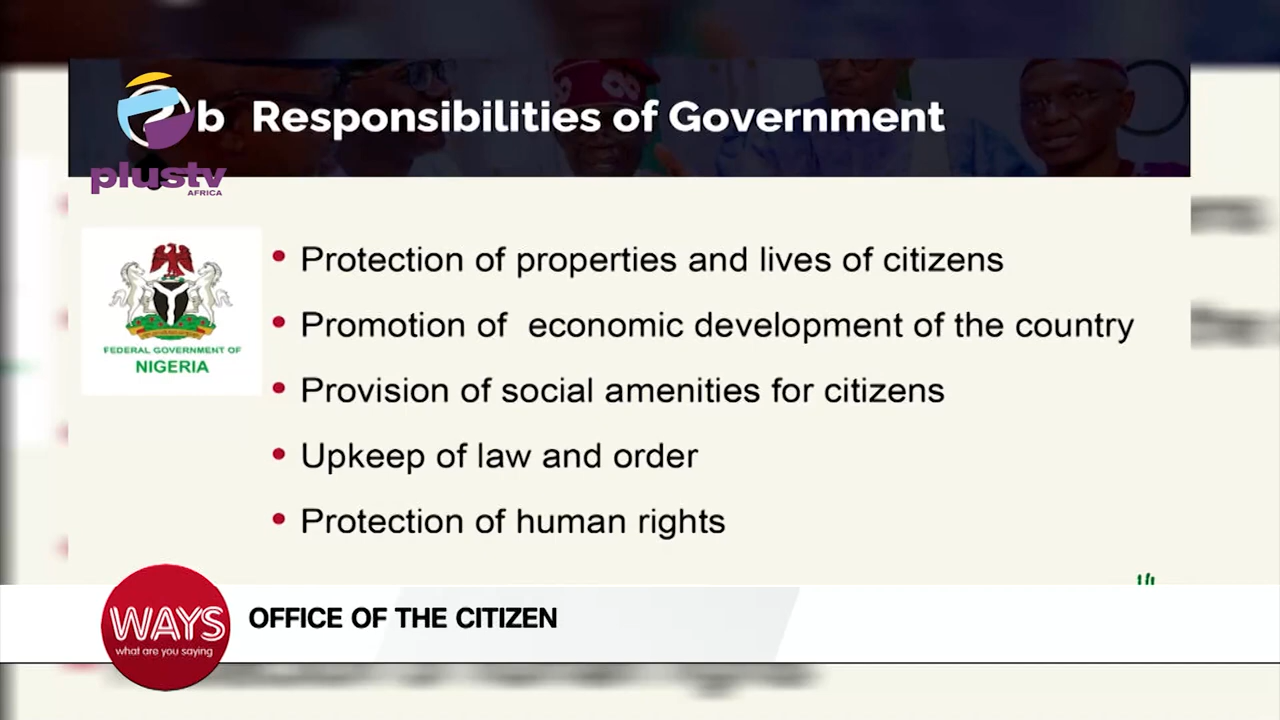 b Responsibilities of Government
plustv
AFRICA
• Protection of properties and lives of citizens
• Promotion of  economic development of the country
• Provision of social amenities for citizens
• Upkeep of law and order
• Protection of human rights
FEDERAL GOVERNMENT OF
NIGERIA
WAYS
what are you saying
OFFICE OF THE CITIZEN